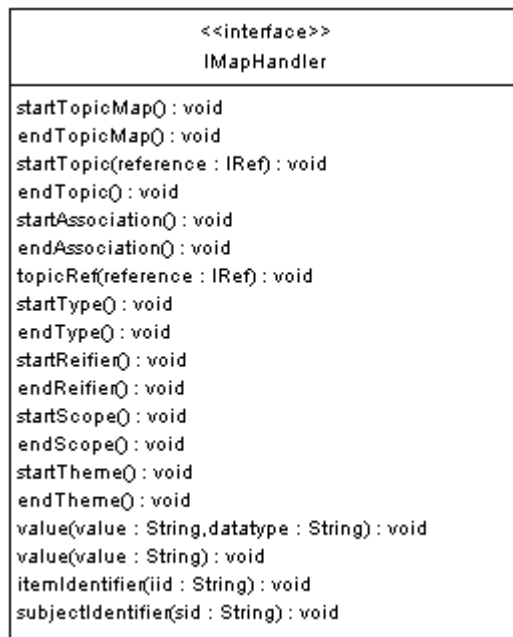 <<interface>>
IMapHandler
startTopicMap() : void
endTopicMap() : void
startTopic(reference : IRef) : void
endTopic() : void
startAssociation() : void
endAssociation() : void
topicRef(reference : IRef) : void
startType() : void
endType() : void
startReifier() : void
endReifier() : void
startScope() : void
endScope() : void
startTheme() : void
endTheme() : void
value(value : String,datatype : String) : void
value(value : String) : void
itemIdentifier(iid : String) : void
subjectIdentifier(sid : String) : void